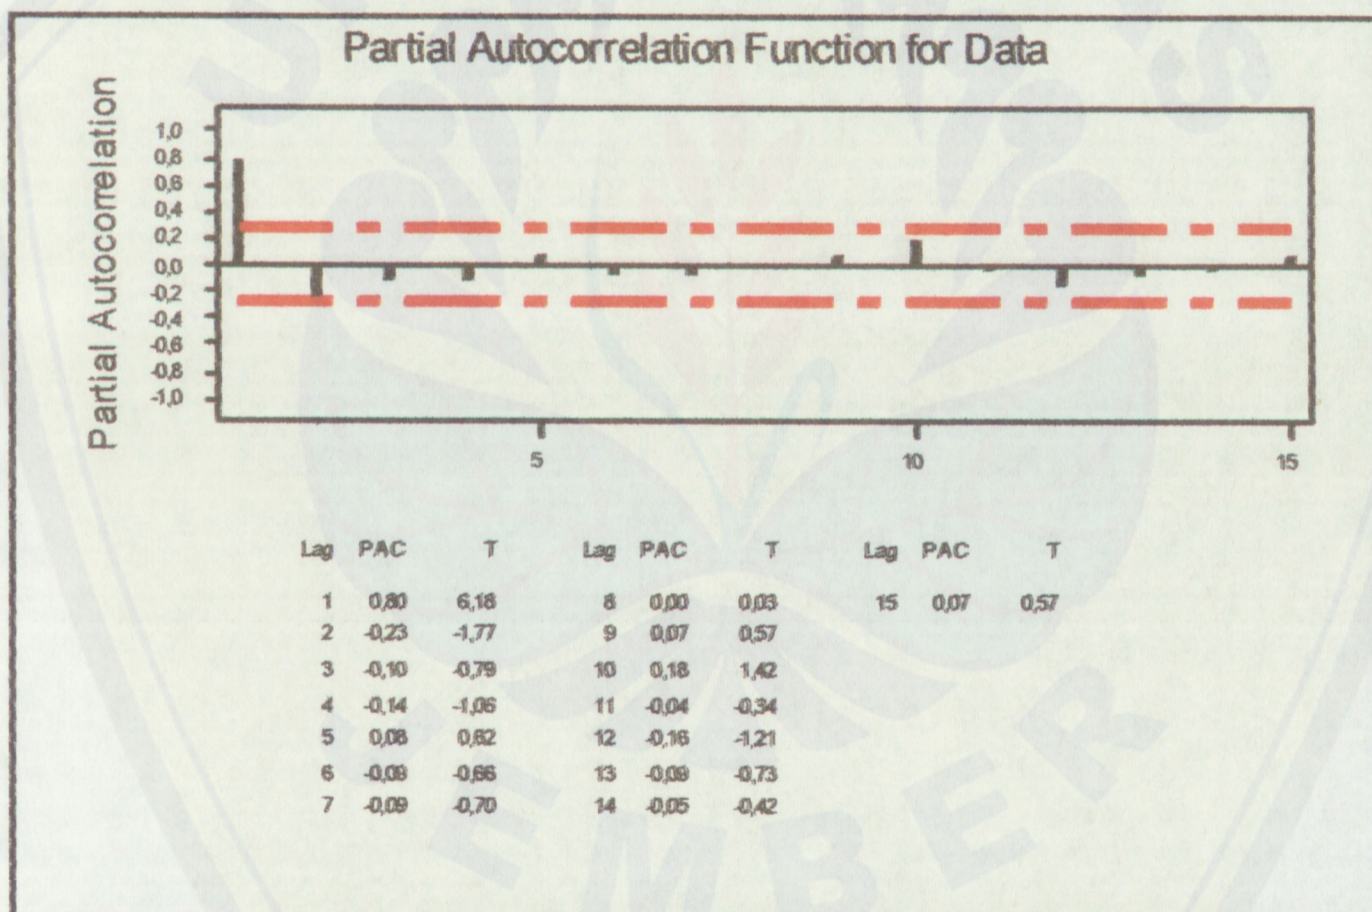 Partial Autocorrelation Function for Data
Partial Autocorrelation
1,0
0,8
0,6
0,4
0,2
0,0
-0,2
-0,4
-0,6
-0,8
-1,0
5 10 15
Lag PAC T Lag PAC T Lag PAC T
1 0,80 6,18 8 0,00 0,03 15 0,07 0,57
2 -0,23 -1,77 9 0,07 0,57
3 -0,10 -0,79 10 0,18 1,42
4 -0,14 -1,06 11 -0,04 -0,34
5 0,08 0,62 12 -0,16 -1,21
6 -0,09 -0,66 13 -0,09 -0,73
7 -0,09 -0,70 14 -0,05 -0,42
JEMBER